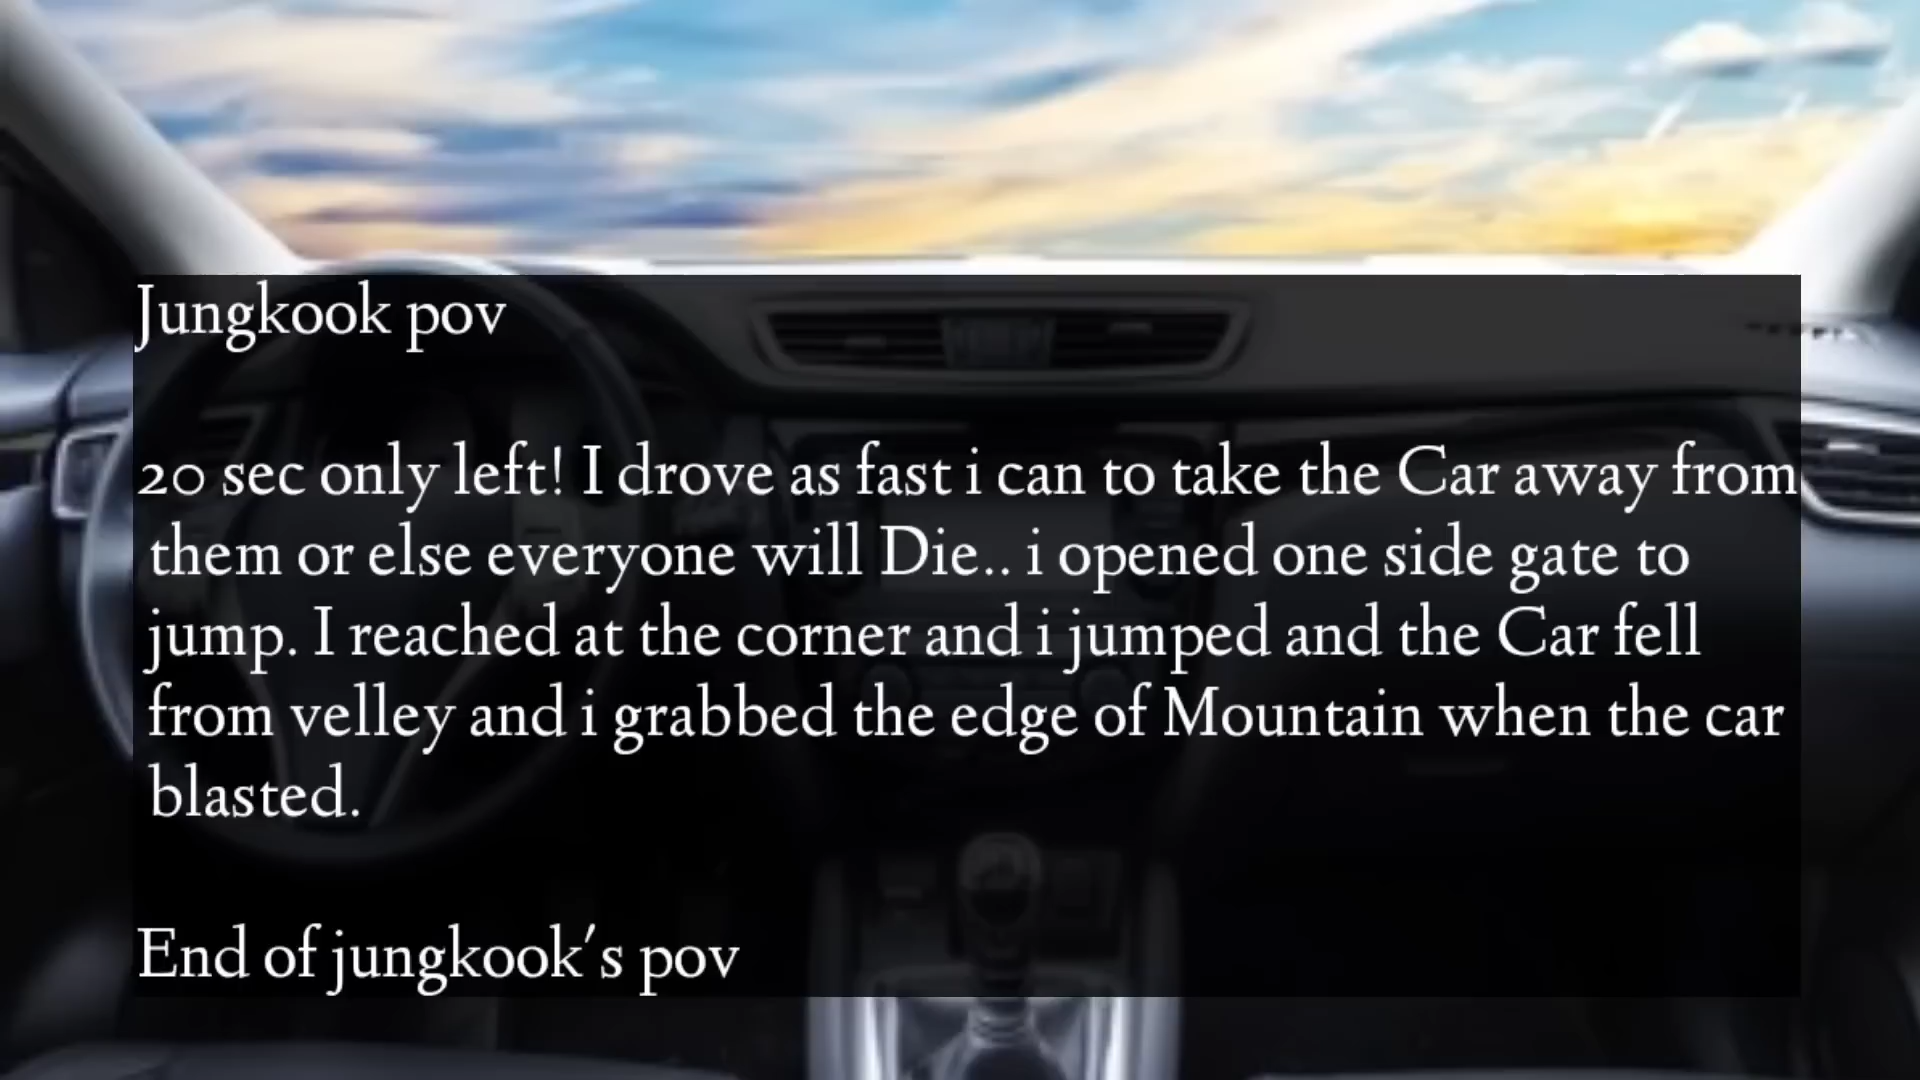 Jungkook pov
20 sec only left! I drove as fast i can to take the Car away from
them or else everyone will Die.. i opened one side gate to
jump. I reached at the corner and i jumped and the Car fell
from velley and i grabbed the edge of Mountain when the car
blasted.
End of jungkook's pov